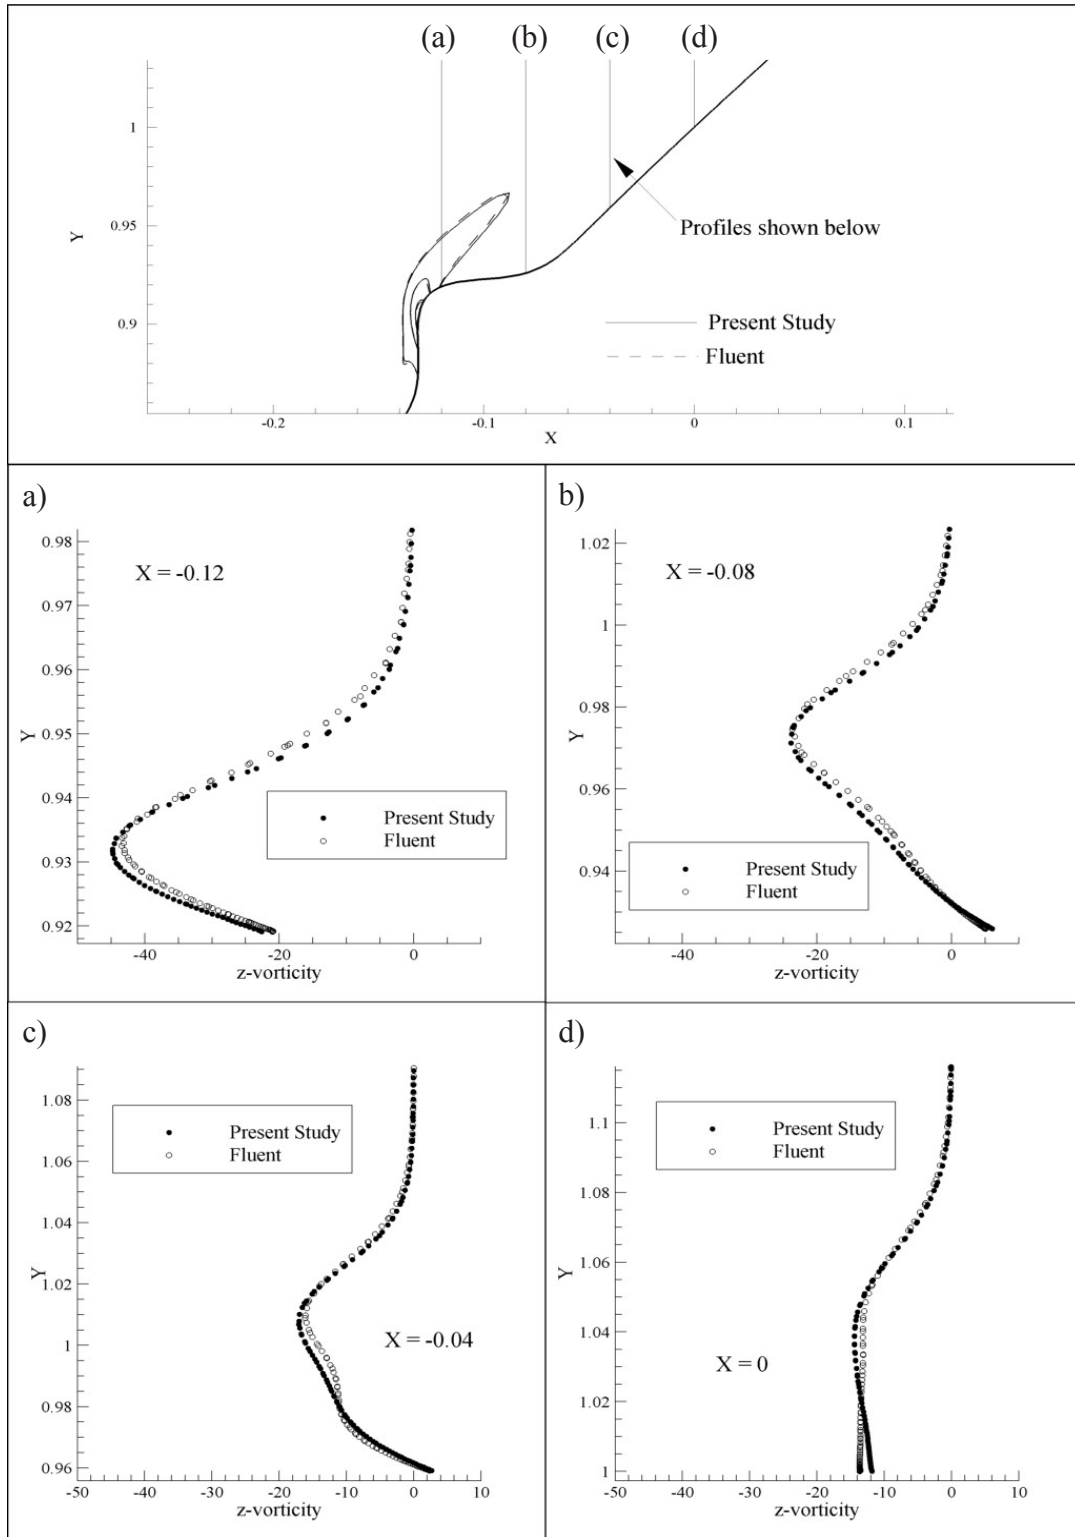 (a) (b) (c) (d)
1
0.95
0.9
Y
Profiles shown below
Present Study
Fluent
-0.2 -0.1 0 0.1
X
a)
X = -0.12
0.98
0.97
0.96
0.95
0.94
0.93
0.92
Y
Present Study
Fluent
-40 -20 0
z-vorticity
b)
X = -0.08
1.02
1
0.98
0.96
0.94
Y
Present Study
Fluent
-40 -20 0
z-vorticity
c)
1.08
1.06
1.04
1.02
1
0.98
0.96
Y
Present Study
Fluent
X = -0.04
-50 -40 -30 -20 -10 0 10
z-vorticity
d)
1.1
1.08
1.06
1.04
1.02
1
Y
Present Study
Fluent
X = 0
-50 -40 -30 -20 -10 0 10
z-vorticity